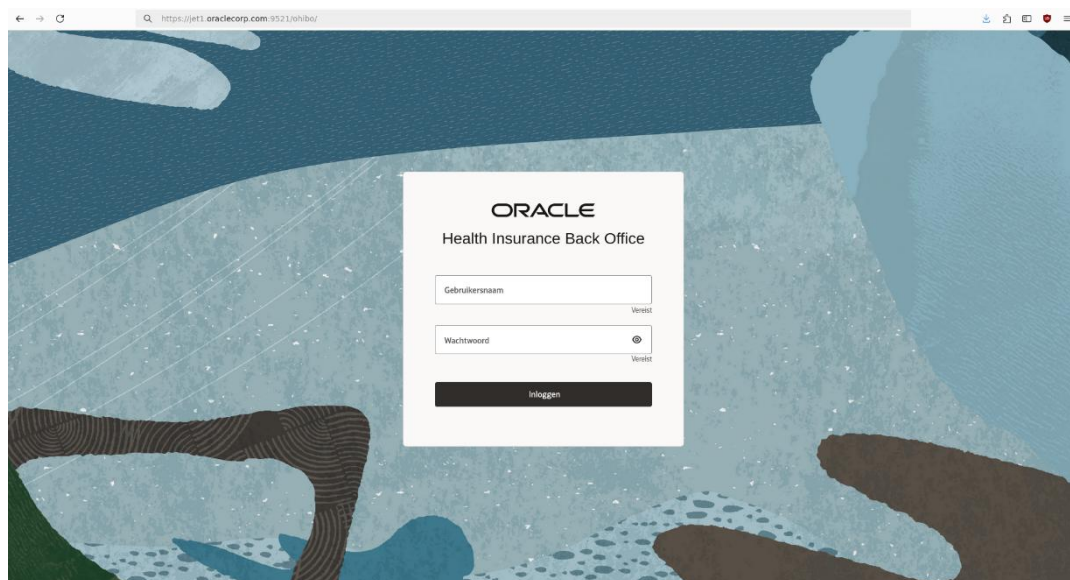 https://jet1.oraclecorp.com:9521/ohibo/
ORACLE
Health Insurance Back Office
Gebruikersnaam
Vereist
Wachtwoord
Vereist
Inloggen